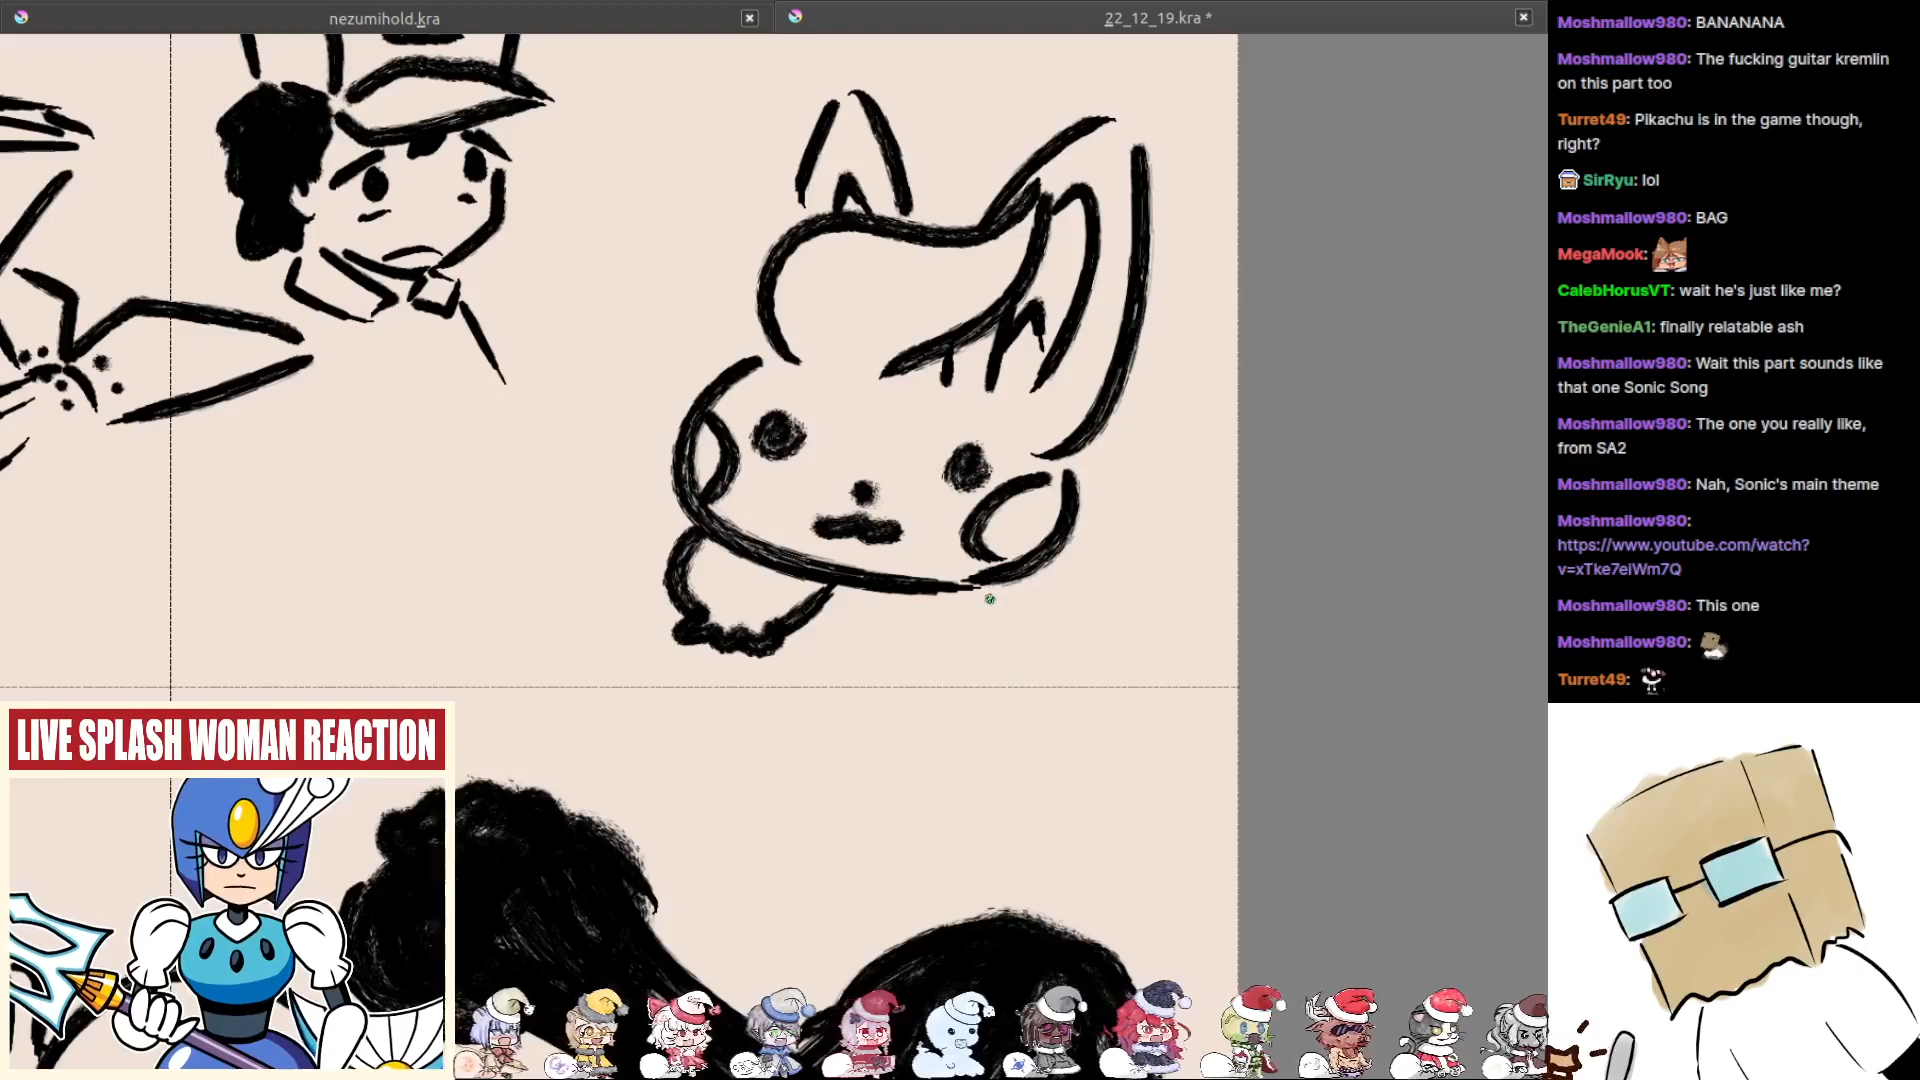 nezumihold.kra
22_12_19.kra *
Moshmallow980: BANANANA
Moshmallow980: The fucking guitar kremlin
on this part too
Turret49: Pikachu is in the game though,
right?
SirRyu: lol
Moshmallow980: BAG
MegaMook:
CalebHorusVT: wait he's just like me?
TheGenieA1: finally relatable ash
Moshmallow980: Wait this part sounds like
that one Sonic Song
Moshmallow980: The one you really like,
from SA2
Moshmallow980: Nah, Sonic's main theme
Moshmallow980:
https://www.youtube.com/watch?
v=xTke7eiWm7Q
Moshmallow980: This one
Moshmallow980:
Turret49:
LIVE SPLASH WOMAN REACTION